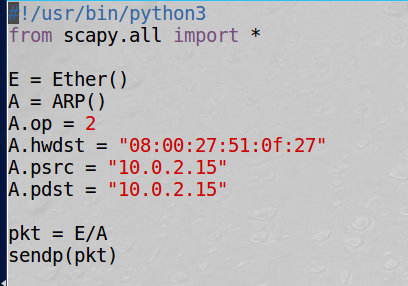 #!/usr/bin/python3
from scapy.all import *
E = Ether()
A = ARP()
A.op = 2
A.hwdst = "08:00:27:51:0f:27"
A.psrc = "10.0.2.15"
A.pdst = "10.0.2.15"
pkt = E/A
sendp(pkt)